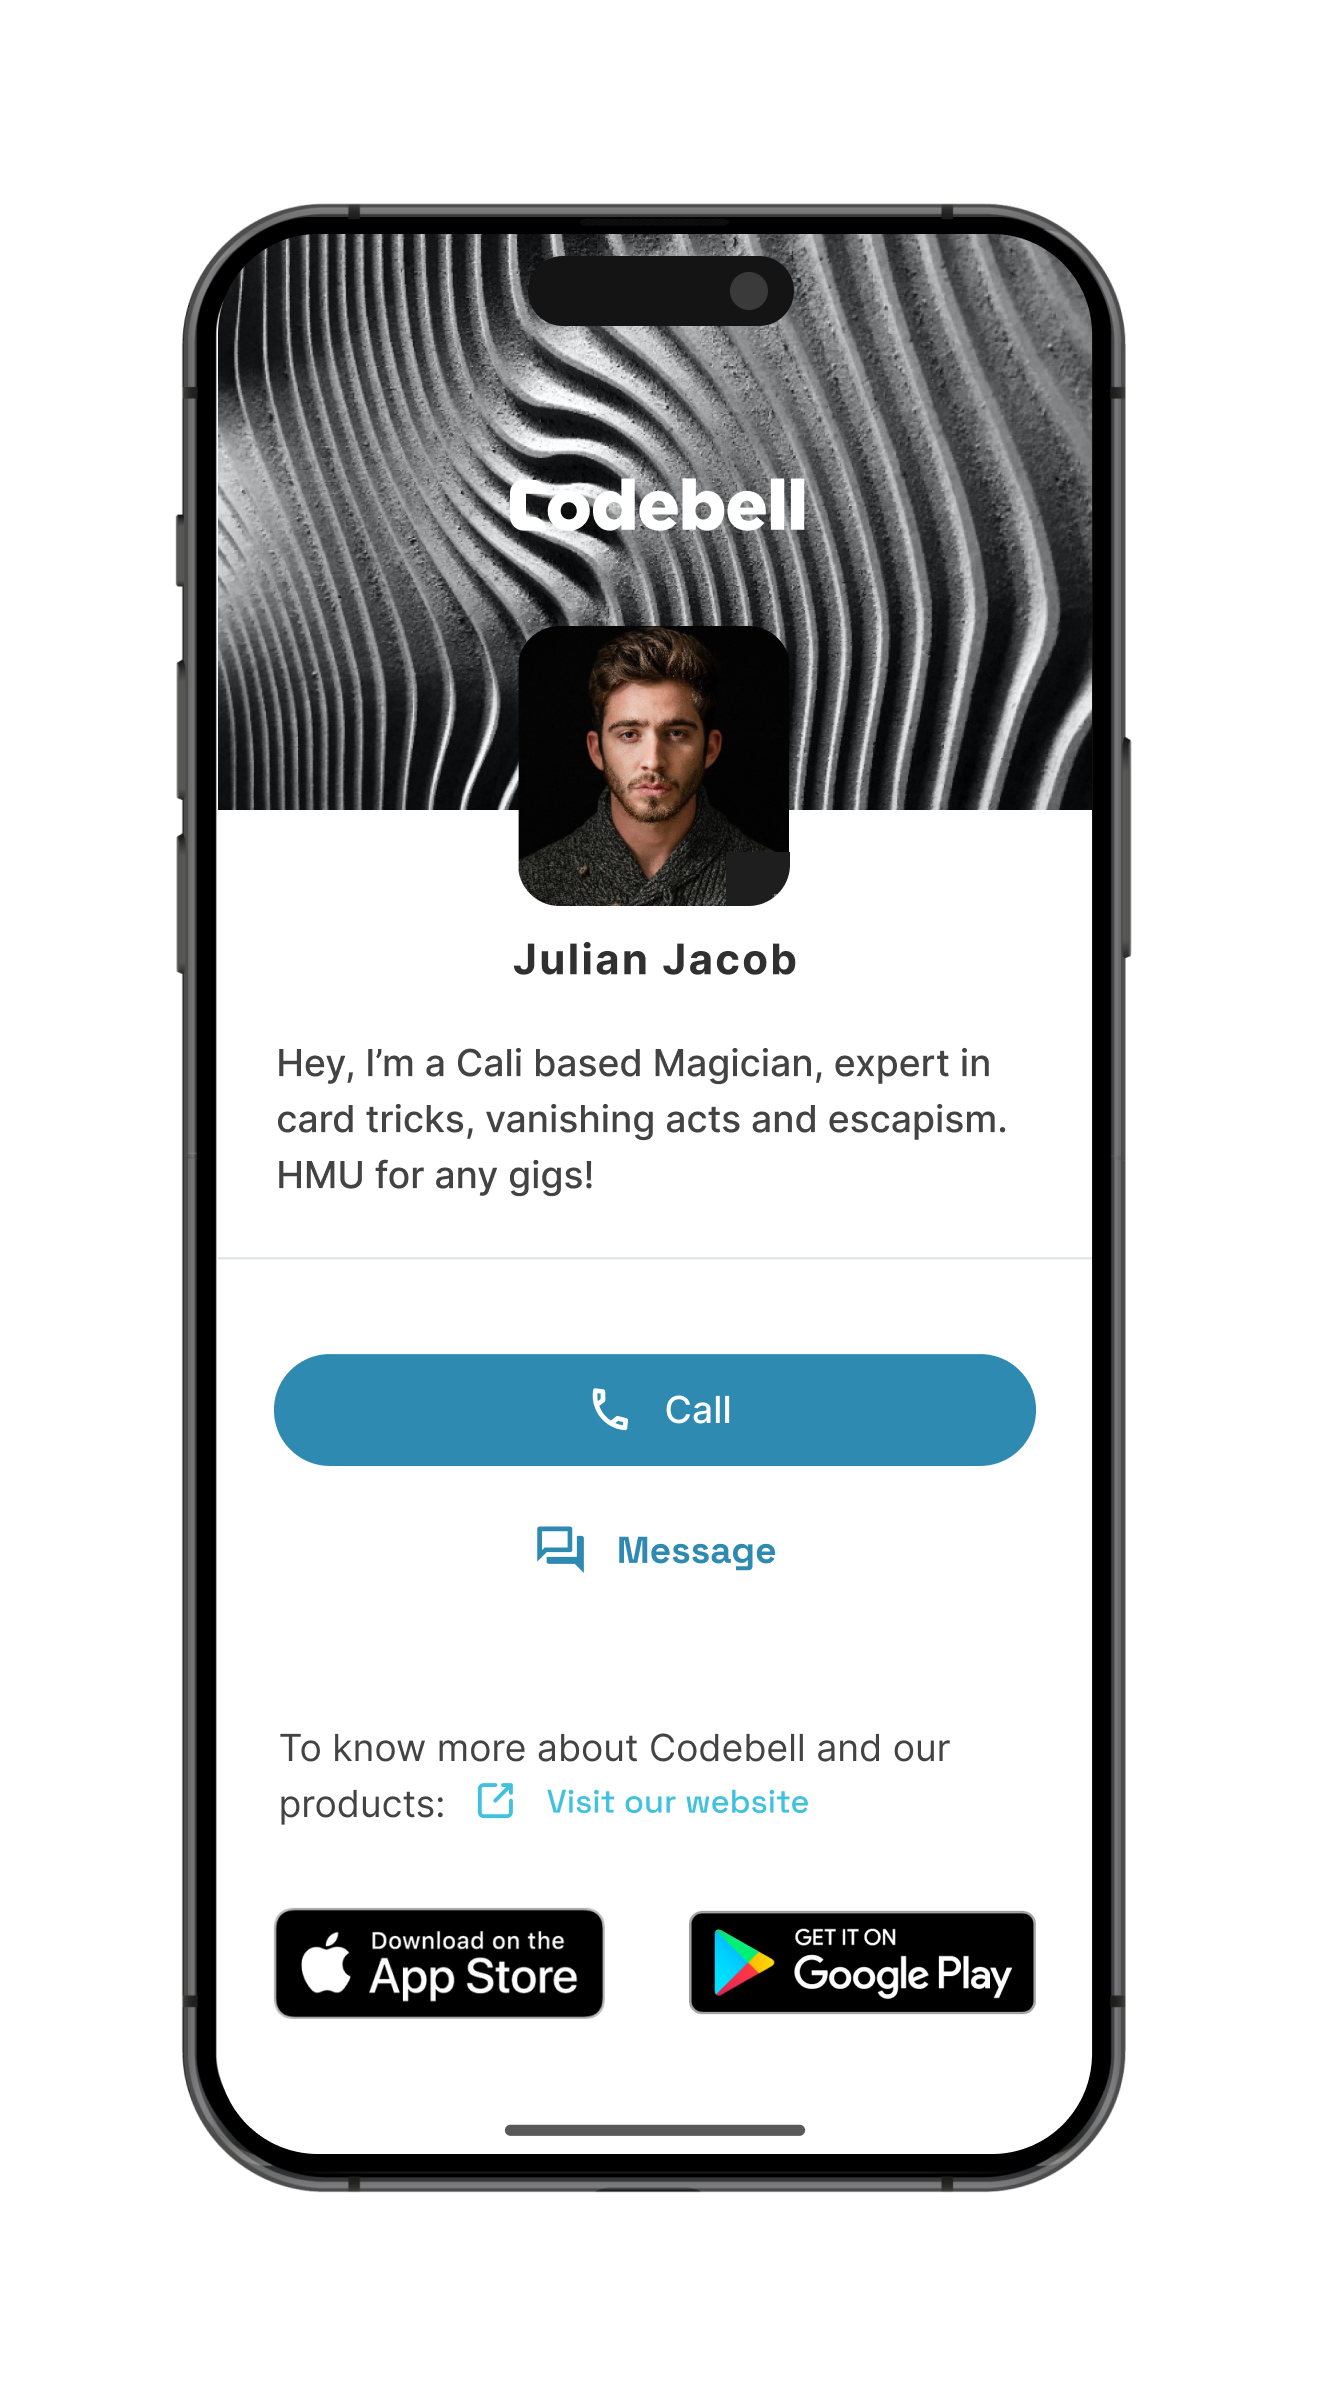 Codebell
Julian Jacob
Hey, I’m a Cali based Magician, expert in
card tricks, vanishing acts and escapism.
HMU for any gigs!
Call
Message
To know more about Codebell and our
products: Visit our website
Download on the
App Store
GET IT ON
Google Play